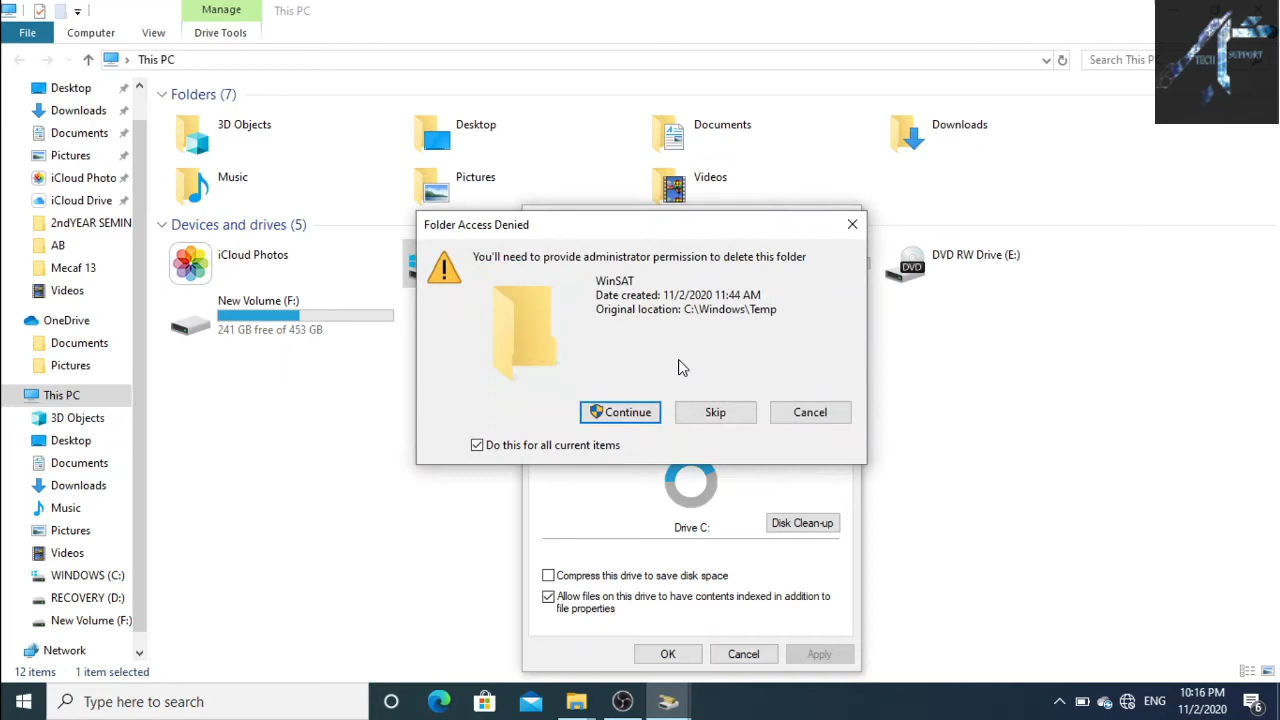 Manage
This PC
File
Computer
View
Drive Tools
This PC
Search This P
TECH SUPPORT
Desktop
Downloads
Documents
Pictures
iCloud Photo
iCloud Drive
2ndYEAR SEMIN
AB
Mecaf 13
Videos
OneDrive
Documents
Pictures
This PC
3D Objects
Desktop
Documents
Downloads
Music
Pictures
Videos
WINDOWS (C:)
RECOVERY (D:)
New Volume (F:)
Network
Folders (7)
3D Objects
Desktop
Documents
Downloads
Music
Pictures
Videos
Devices and drives (5)
iCloud Photos
DVD RW Drive (E:)
DVD
New Volume (F:)
241 GB free of 453 GB
Folder Access Denied
You'll need to provide administrator permission to delete this folder
WinSAT
Date created: 11/2/2020 11:44 AM
Original location: C:\Windows\Temp
Continue
Skip
Cancel
Do this for all current items
Drive C:
Disk Clean-up
Compress this drive to save disk space
Allow files on this drive to have contents indexed in addition to
file properties
OK
Cancel
Apply
12 items
1 item selected
Type here to search
ENG
10:16 PM
11/2/2020
6